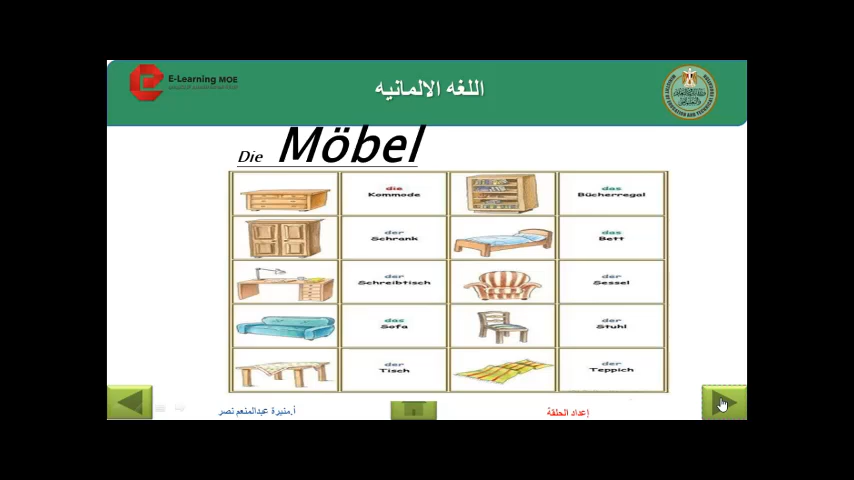 E-Learning MOE
اللغه الالمانيه
Die Möbel
die
Kommode
das
Bücherregal
der
Schrank
das
Bett
der
Schreibtisch
der
Sessel
das
Sofa
der
Stuhl
der
Tisch
der
Teppich
إعداد الحلقة
أ.منيرة عبدالمنعم نصر